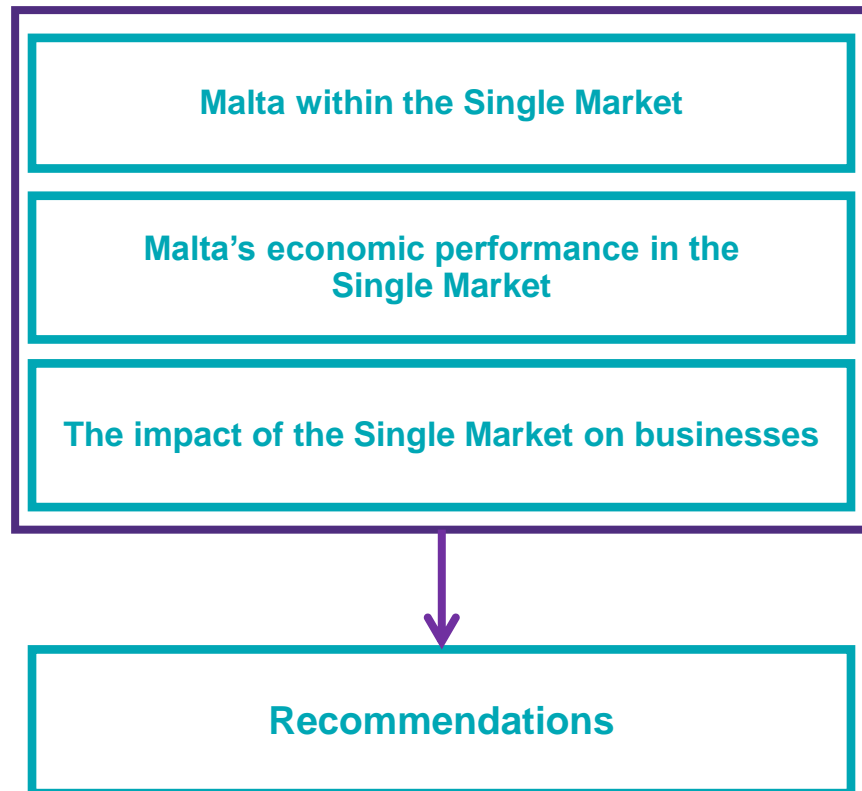 Malta within the Single Market
Malta’s economic performance in the
Single Market
The impact of the Single Market on businesses
Recommendations